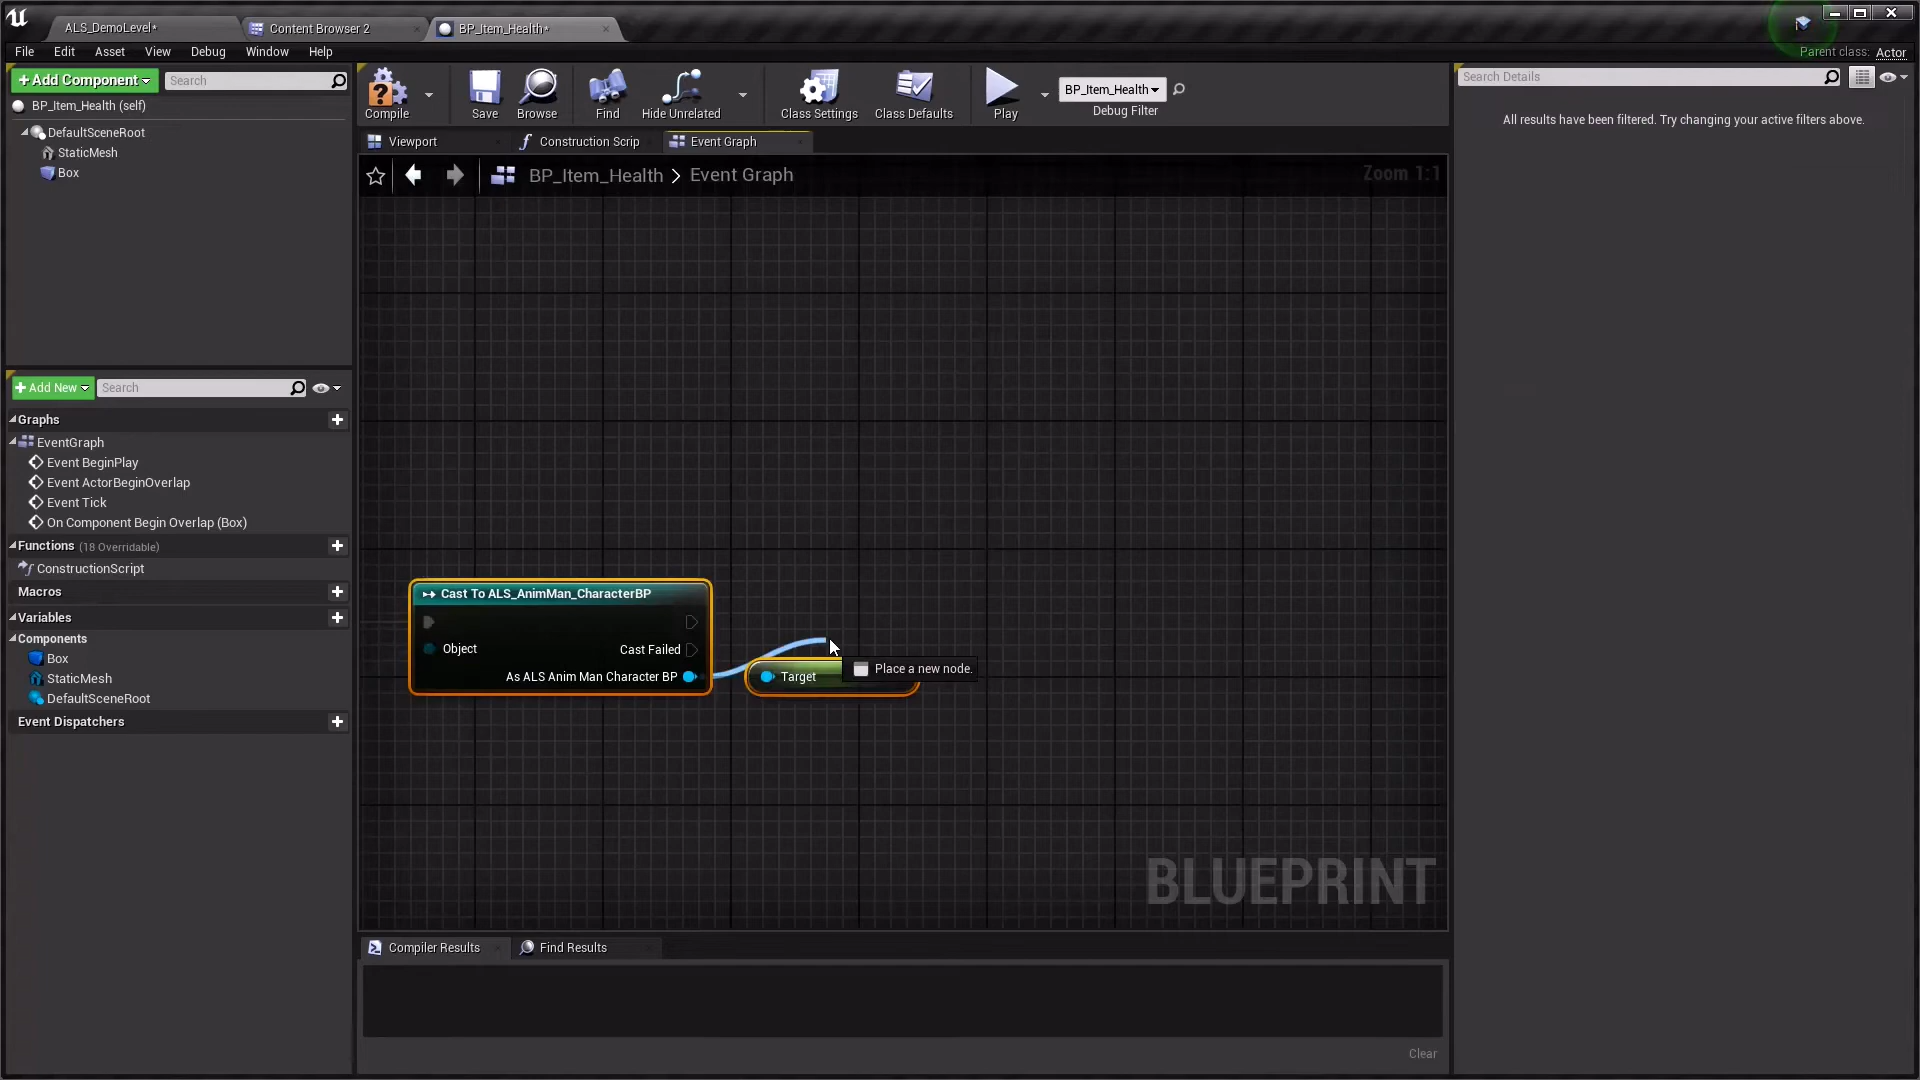 ALS_DemoLevel*
Content Browser 2
BP_Item_Health*
File Edit Asset View Debug Window Help
Parent class: Actor
+Add Component
Search
BP_Item_Health (self)
DefaultSceneRoot
StaticMesh
Box
Compile
Save
Browse
Find
Hide Unrelated
Class Settings
Class Defaults
Play
BP_Item_Health
Debug Filter
Search Details
All results have been filtered. Try changing your active filters above.
Viewport
Construction Scrip
Event Graph
BP_Item_Health > Event Graph
Zoom 1:1
+Add New
Search
Graphs
EventGraph
Event BeginPlay
Event ActorBeginOverlap
Event Tick
On Component Begin Overlap (Box)
Functions (18 Overridable)
ConstructionScript
Macros
Variables
Components
Box
StaticMesh
DefaultSceneRoot
Event Dispatchers
Cast To ALS_AnimMan_CharacterBP
Object
Cast Failed
As ALS Anim Man Character BP
Target
Place a new node.
BLUEPRINT
Compiler Results
Find Results
Clear